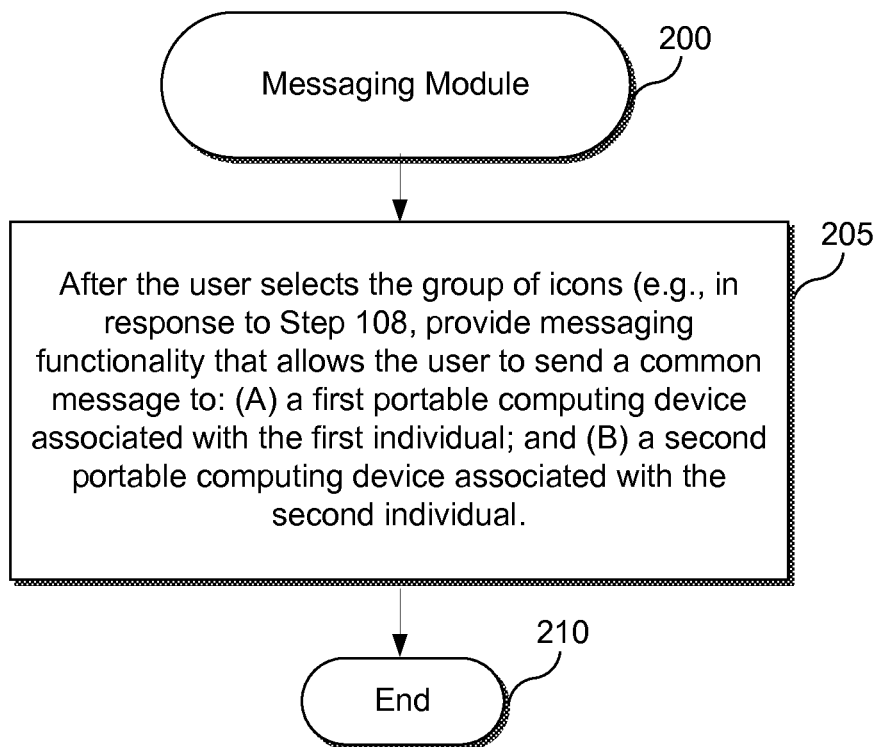 Messaging Module
200
205
After the user selects the group of icons (e.g., in
response to Step 108, provide messaging
functionality that allows the user to send a common
message to: (A) a first portable computing device
associated with the first individual; and (B) a second
portable computing device associated with the
second individual.
210
End